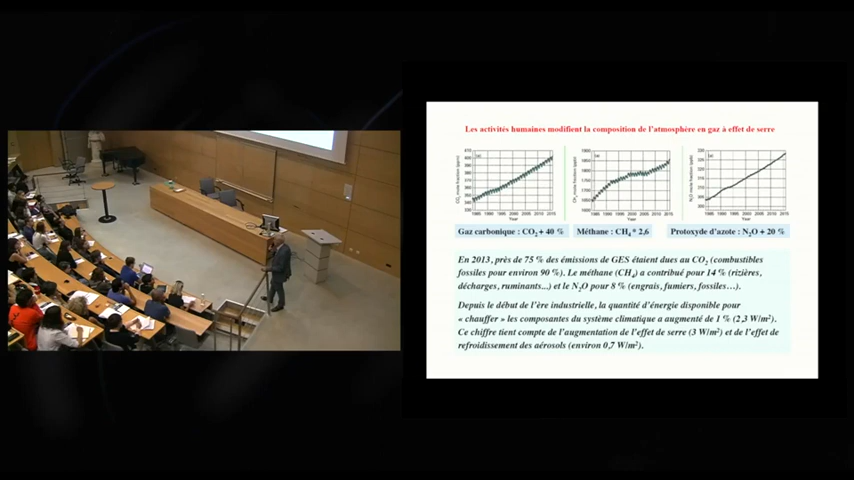 Les activités humaines modifient la composition de l'atmosphère en gaz à effet de serre
Gaz carbonique : CO2 + 40 %
Méthane : CH4 * 2,6
Protoxyde d'azote : N2O + 20 %
En 2013, près de 75 % des émissions de GES étaient dues au CO2 (combustibles
fossiles pour environ 90 %). Le méthane (CH4) a contribué pour 14 % (rizières,
décharges, ruminants...) et le N2O pour 8 % (engrais, fumiers, fossiles…).
Depuis le début de l'ère industrielle, la quantité d'énergie disponible pour
« chauffer » les composantes du système climatique a augmenté de 1 % (2,3 W/m2).
Ce chiffre tient compte de l'augmentation de l'effet de serre (3 W/m2) et de l'effet de
refroidissement des aérosols (environ 0,7 W/m2).